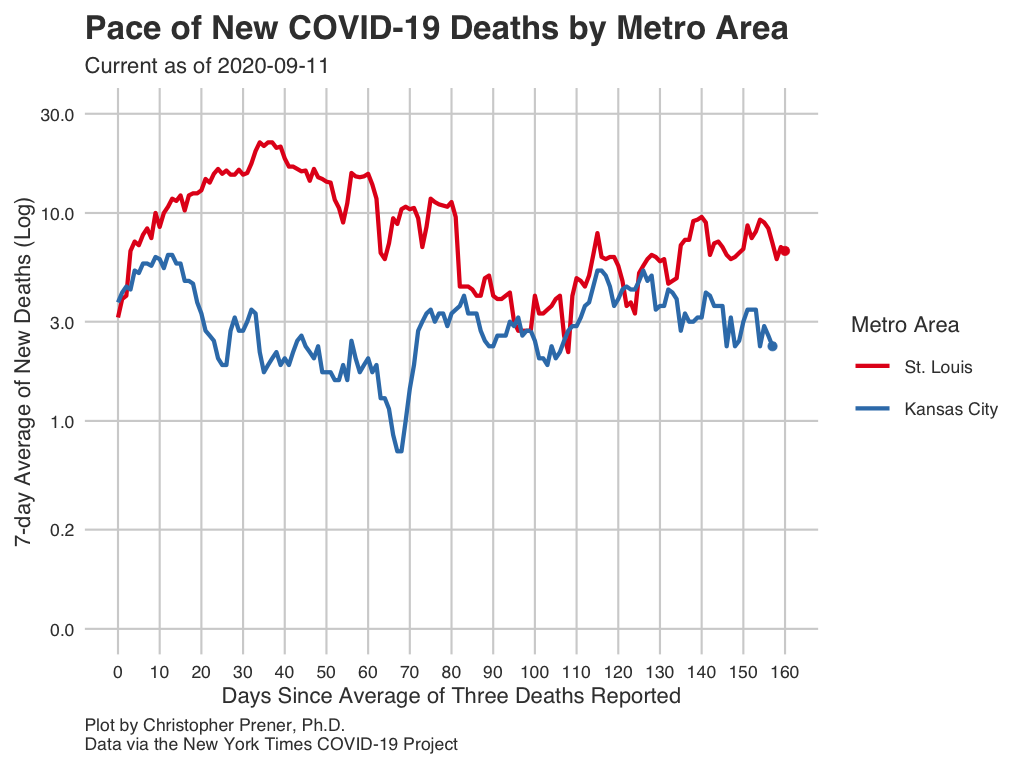 Pace of New COVID-19 Deaths by Metro Area
Current as of 2020-09-11
7-day Average of New Deaths (Log)
30.0
10.0
3.0
1.0
0.2
0.0
0 10 20 30 40 50 60 70 80 90 100 110 120 130 140 150 160
Days Since Average of Three Deaths Reported
Metro Area
St. Louis
Kansas City
Plot by Christopher Prener, Ph.D.
Data via the New York Times COVID-19 Project